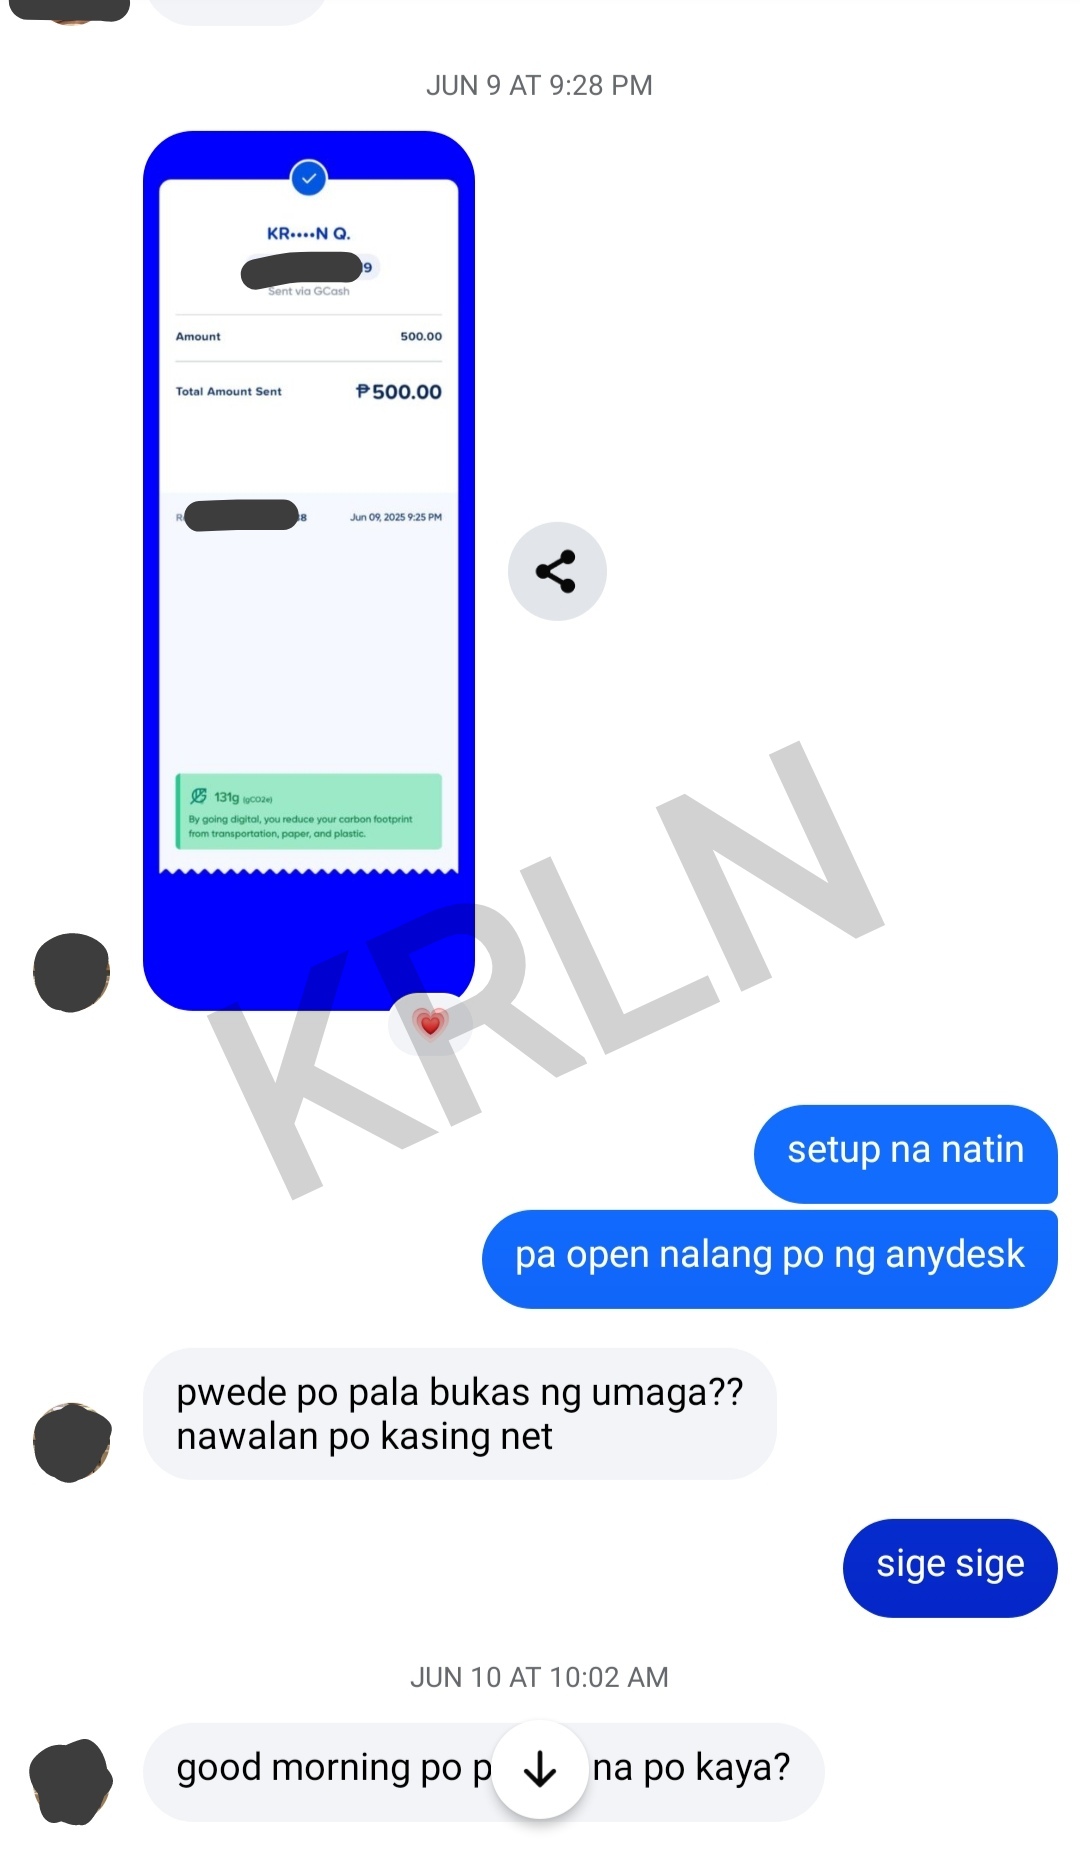 JUN 9 AT 9:28 PM
KR••••N Q.
9
Sent via GCash
Amount 500.00
Total Amount Sent ₱500.00
8 Jun 09, 2025 9:25 PM
131g (gCO2e)
By going digital, you reduce your carbon footprint
from transportation, paper, and plastic.
KRLN
setup na natin
pa open nalang po ng anydesk
pwede po pala bukas ng umaga??
nawalan po kasing net
sige sige
JUN 10 AT 10:02 AM
good morning po p na po kaya?